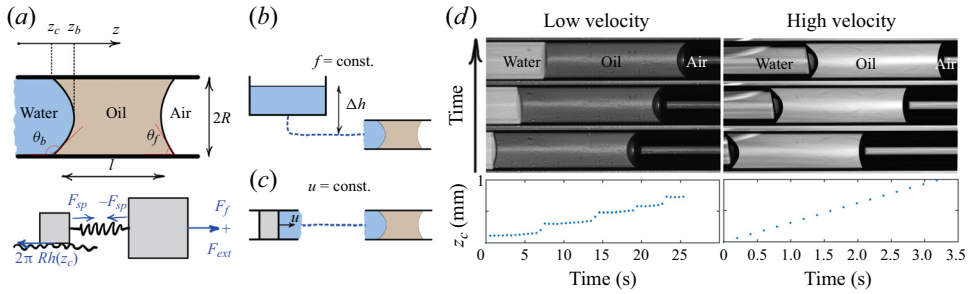 (a)
z_c z_b z
Water Oil Air
θ_b θ_f
2R
l
F_sp −F_sp F_f
+
F_ext
2π Rh(z_c)
(b)
f = const.
Δh
(c)
u = const.
u
(d)
Low velocity High velocity
Time
Water Oil Air
Water Oil Air
z_c (mm)
1
0
0 5 10 15 20 25
Time (s)
0 0.5 1.0 1.5 2.0 2.5 3.0 3.5
Time (s)